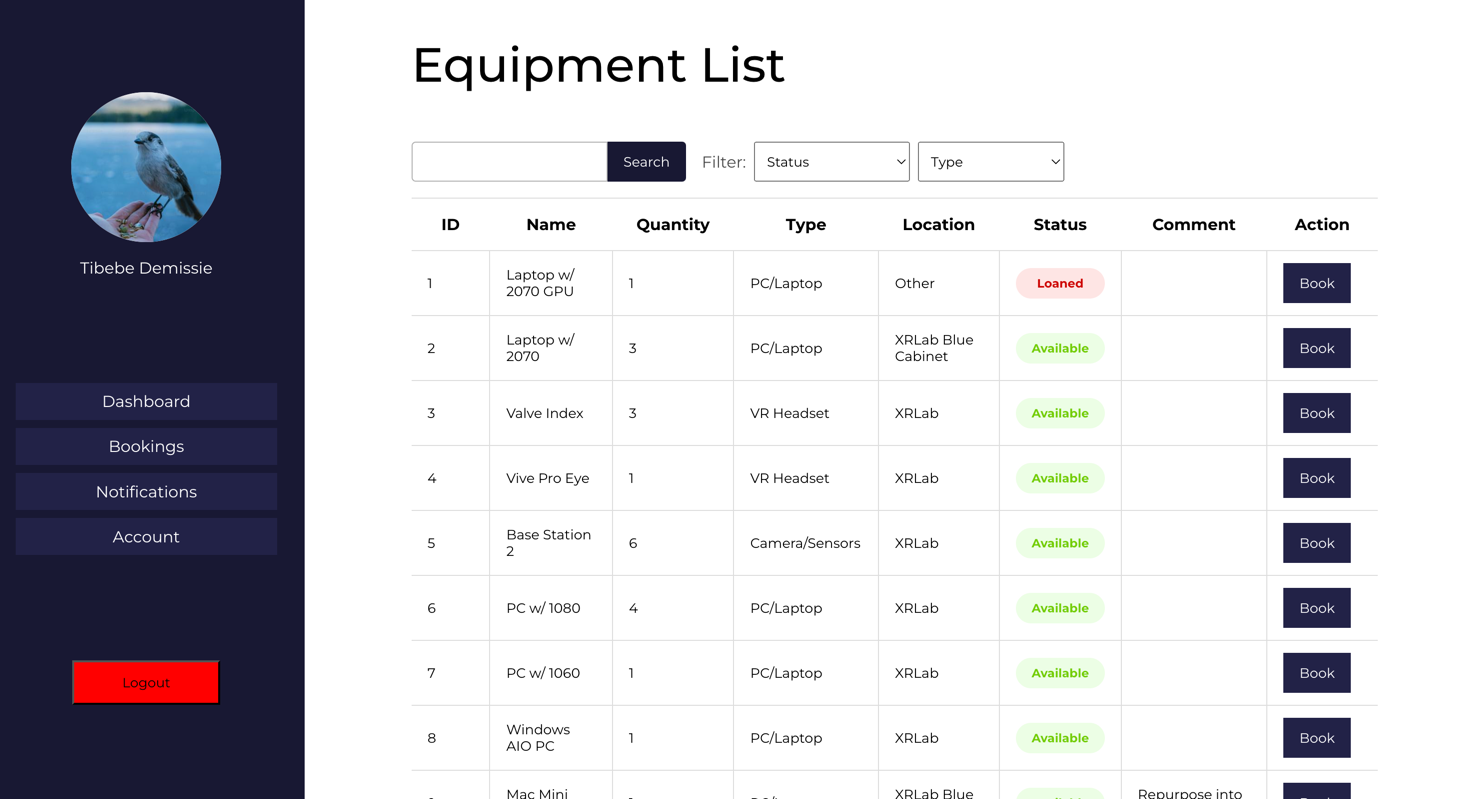 Tibebe Demissie
Dashboard
Bookings
Notifications
Account
Logout
Equipment List
Search Filter: Status Type
ID Name Quantity Type Location Status Comment Action
1 Laptop w/ 2070 GPU 1 PC/Laptop Other Loaned Book
2 Laptop w/ 2070 3 PC/Laptop XRLab Blue Cabinet Available Book
3 Valve Index 3 VR Headset XRLab Available Book
4 Vive Pro Eye 1 VR Headset XRLab Available Book
5 Base Station 2 6 Camera/Sensors XRLab Available Book
6 PC w/ 1080 4 PC/Laptop XRLab Available Book
7 PC w/ 1060 1 PC/Laptop XRLab Available Book
8 Windows AIO PC 1 PC/Laptop XRLab Available Book
Mac Mini XRLab Blue Repurpose into